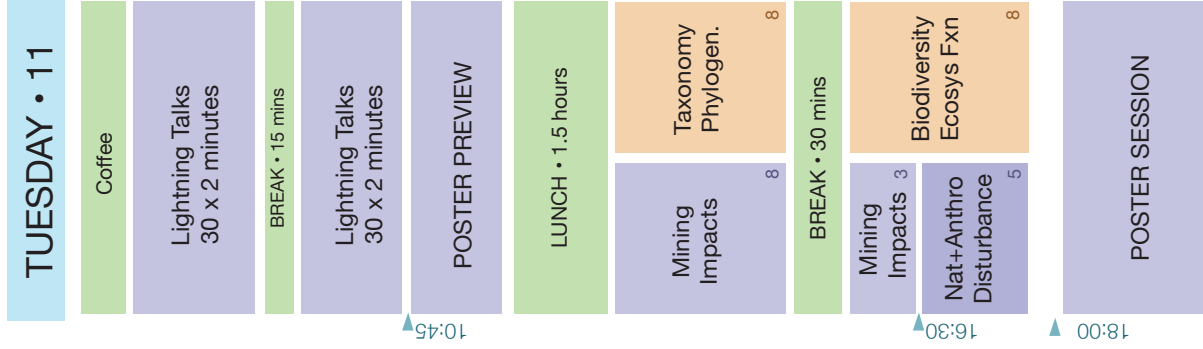 TUESDAY • 11
Coffee
Lightning Talks
30 x 2 minutes
BREAK • 15 mins
Lightning Talks
30 x 2 minutes
10:45
POSTER PREVIEW
LUNCH • 1.5 hours
Mining
Impacts
8
Taxonomy
Phylogen.
8
BREAK • 30 mins
Mining
Impacts
3
16:30
Nat+Anthro
Disturbance
5
Biodiversity
Ecosys Fxn
8
18:00
POSTER SESSION